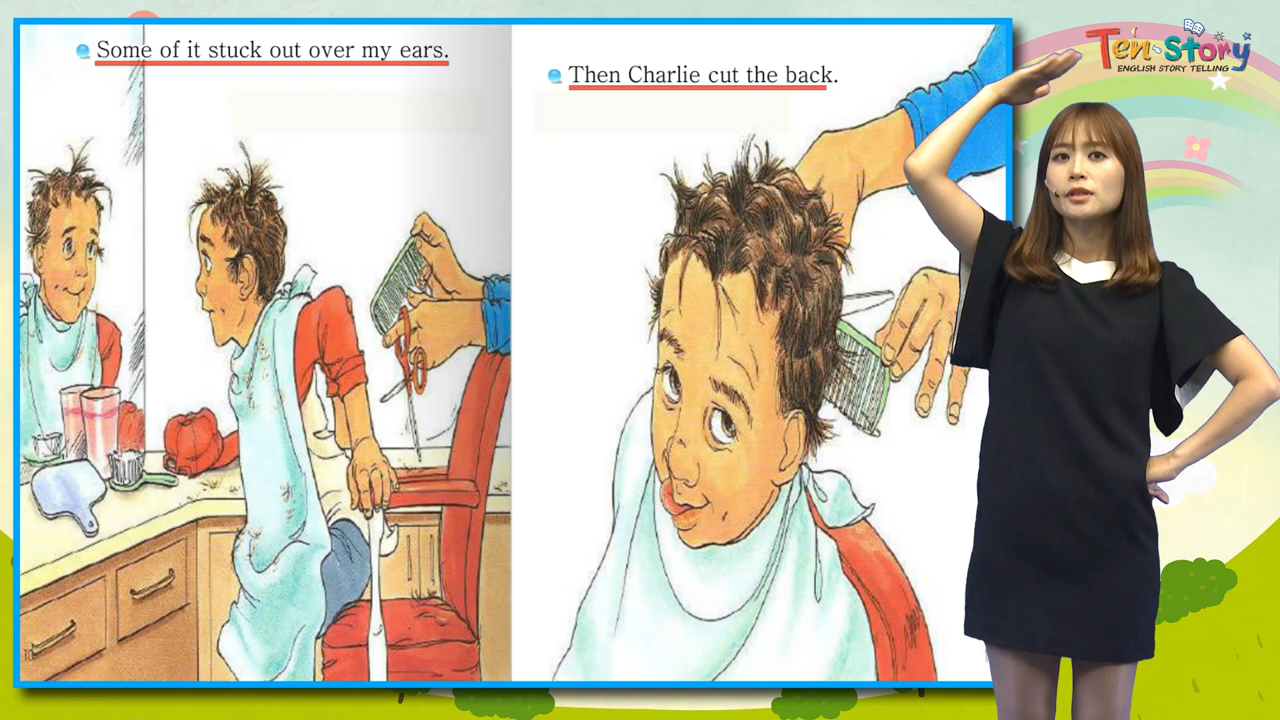 Some of it stuck out over my ears.
Then Charlie cut the back.
Ten Story
ENGLISH STORY TELLING